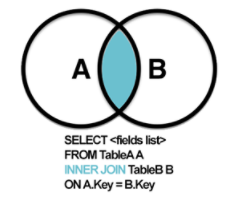 A B
SELECT <fields list>
FROM TableA A
INNER JOIN TableB B
ON A.Key = B.Key